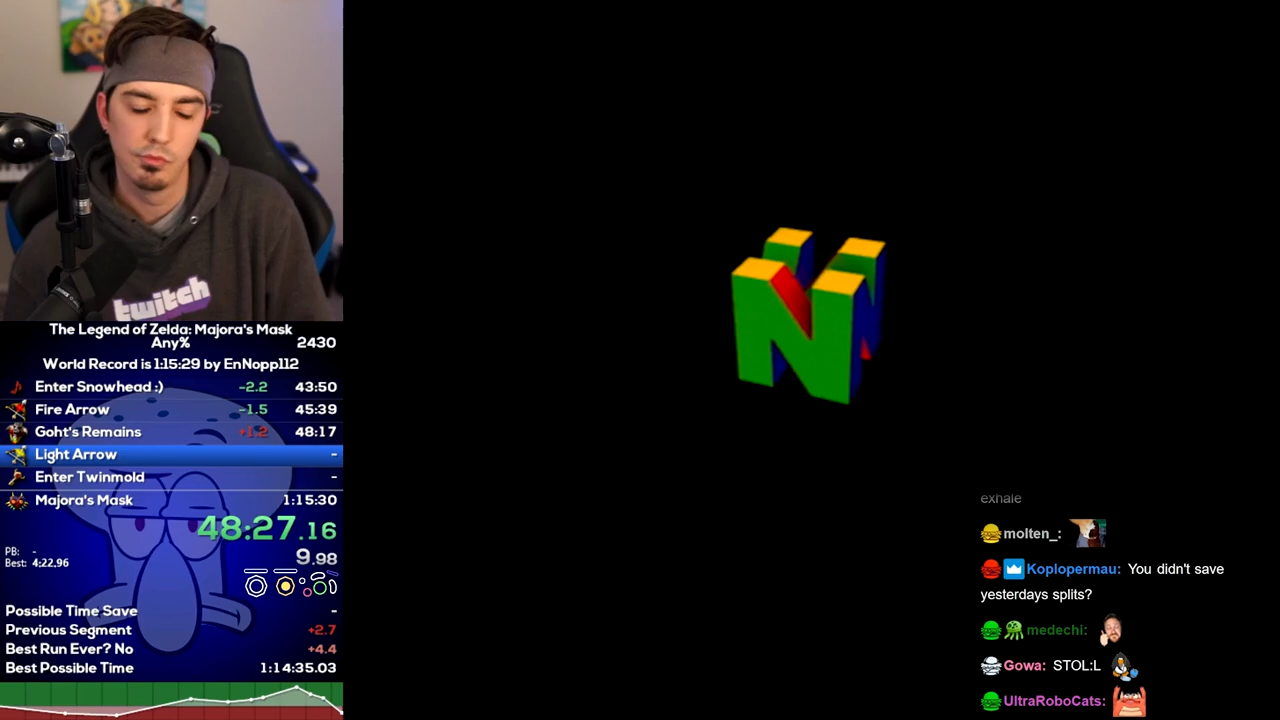 twitch
The Legend of Zelda: Majora's Mask
Any% 2430
World Record is 1:15:29 by EnNopp112
Enter Snowhead :) -2.2 43:50
Fire Arrow -1.5 45:39
Goht's Remains +1.2 48:17
Light Arrow -
Enter Twinmold -
Majora's Mask 1:15:30
48:27.16
PB: - 9.98
Best: 4:22.96
Possible Time Save -
Previous Segment +2.7
Best Run Ever? No +4.4
Best Possible Time 1:14:35.03
exhale
molten_:
Koplopermau: You didn't save
yesterdays splits?
medechi:
Gowa: STOL:L
UltraRoboCats: